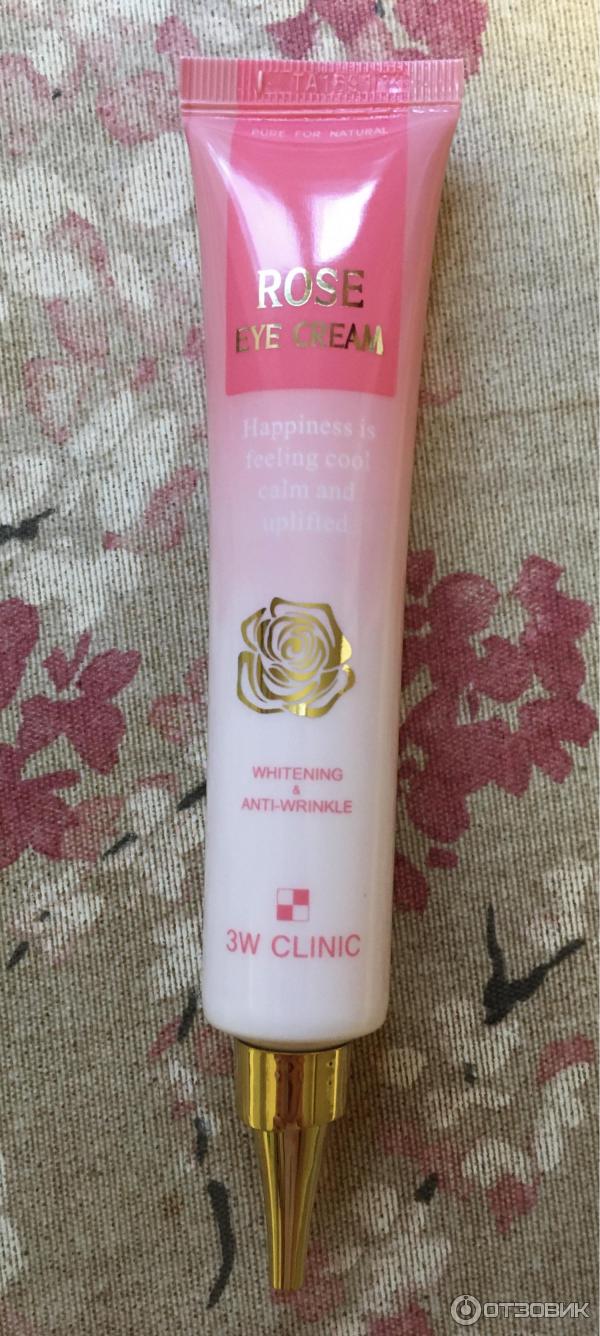 PURE FOR NATURAL
ROSE
EYE CREAM
Happiness is
feeling cool
calm and
uplifted
WHITENING
&
ANTI-WRINKLE
3W CLINIC
ОТЗОВИК